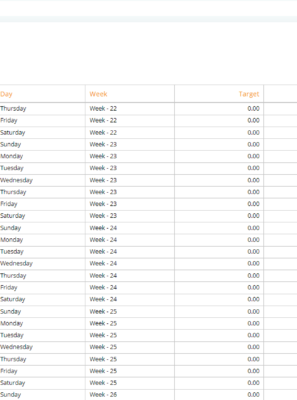 Day Week Target
Thursday Week - 22 0.00
Friday Week - 22 0.00
Saturday Week - 22 0.00
Sunday Week - 23 0.00
Monday Week - 23 0.00
Tuesday Week - 23 0.00
Wednesday Week - 23 0.00
Thursday Week - 23 0.00
Friday Week - 23 0.00
Saturday Week - 23 0.00
Sunday Week - 24 0.00
Monday Week - 24 0.00
Tuesday Week - 24 0.00
Wednesday Week - 24 0.00
Thursday Week - 24 0.00
Friday Week - 24 0.00
Saturday Week - 24 0.00
Sunday Week - 25 0.00
Monday Week - 25 0.00
Tuesday Week - 25 0.00
Wednesday Week - 25 0.00
Thursday Week - 25 0.00
Friday Week - 25 0.00
Saturday Week - 25 0.00
Sunday Week - 26 0.00